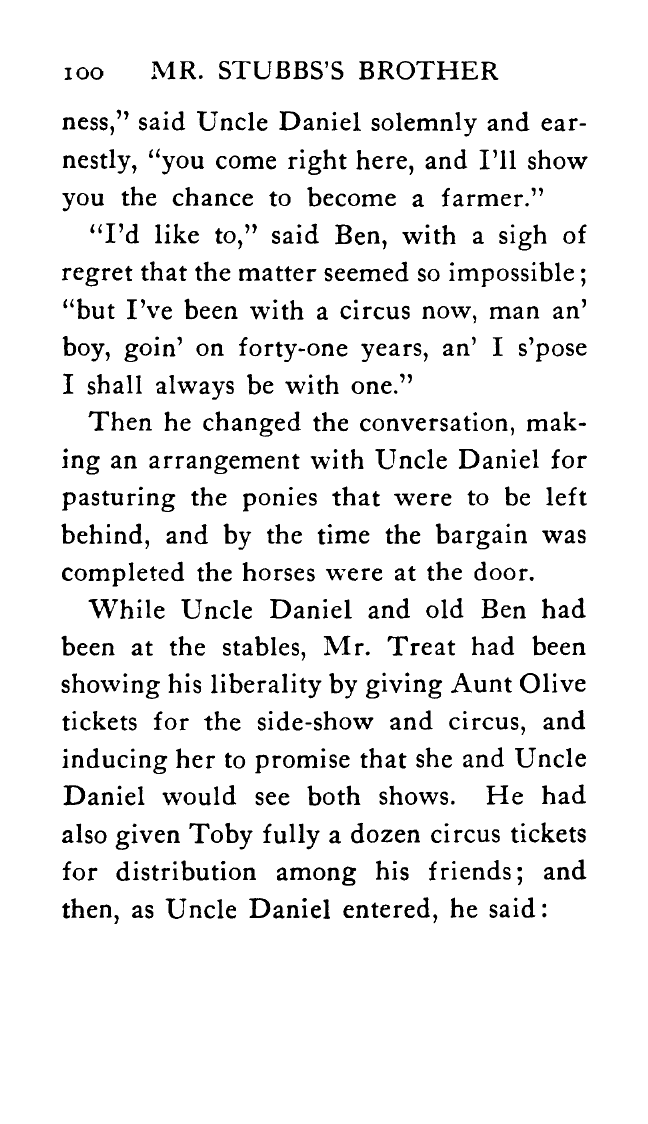 100 MR. STUBBS'S BROTHER
ness,” said Uncle Daniel solemnly and ear-
nestly, “you come right here, and I’ll show
you the chance to become a farmer.”
“I’d like to,” said Ben, with a sigh of
regret that the matter seemed so impossible;
“but I’ve been with a circus now, man an’
boy, goin’ on forty-one years, an’ I s’pose
I shall always be with one.”
Then he changed the conversation, mak-
ing an arrangement with Uncle Daniel for
pasturing the ponies that were to be left
behind, and by the time the bargain was
completed the horses were at the door.
While Uncle Daniel and old Ben had
been at the stables, Mr. Treat had been
showing his liberality by giving Aunt Olive
tickets for the side-show and circus, and
inducing her to promise that she and Uncle
Daniel would see both shows. He had
also given Toby fully a dozen circus tickets
for distribution among his friends; and
then, as Uncle Daniel entered, he said: